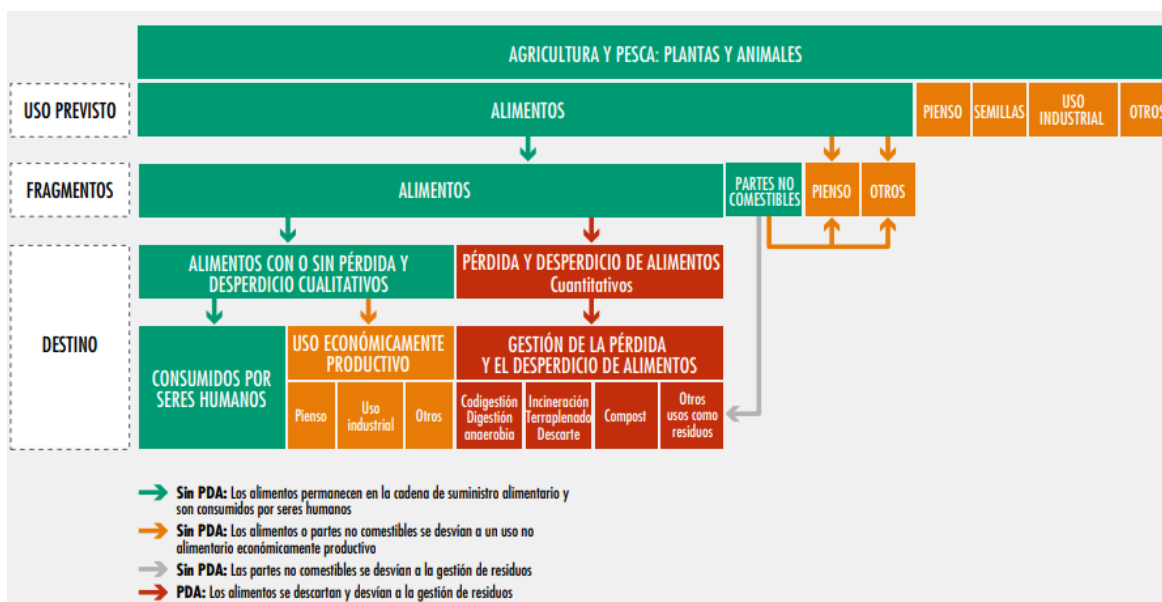 AGRICULTURA Y PESCA: PLANTAS Y ANIMALES
USO PREVISTO
ALIMENTOS
PIENSO
SEMILLAS
USO
INDUSTRIAL
OTROS
FRAGMENTOS
ALIMENTOS
PARTES NO
COMESTIBLES
PIENSO
OTROS
DESTINO
ALIMENTOS CON O SIN PÉRDIDA Y
DESPERDICIO CUALITATIVOS
PÉRDIDA Y DESPERDICIO DE ALIMENTOS
Cuantitativos
CONSUMIDOS POR
SERES HUMANOS
USO ECONÓMICAMENTE
PRODUCTIVO
Pienso
Uso
industrial
Otros
GESTIÓN DE LA PÉRDIDA
Y EL DESPERDICIO DE ALIMENTOS
Codigestión
Digestión
anaerobia
Incineración
Terraplenado
Descarte
Compost
Otros
usos como
residuos
Sin PDA: Los alimentos permanecen en la cadena de suministro alimentario y
son consumidos por seres humanos
Sin PDA: Los alimentos o partes no comestibles se desvían a un uso no
alimentario económicamente productivo
Sin PDA: Las partes no comestibles se desvían a la gestión de residuos
PDA: Los alimentos se descartan y desvían a la gestión de residuos